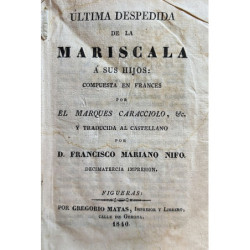 ULTIMA DESPEDIDA
DE LA
MARISCALA
Á SUS HIJOS:
COMPUESTA EN FRANCES
POR
EL MARQUES CARACCIOLO, &c.
Y TRADUCIDA AL CASTELLANO
POR
D. FRANCISCO MARIANO NIFO.
DECIMATERCIA IMPRESION.
FIGUERAS:
POR GREGORIO MATAS, IMPRESOR Y LIBRERO,
CALLE DE GERONA,
1846